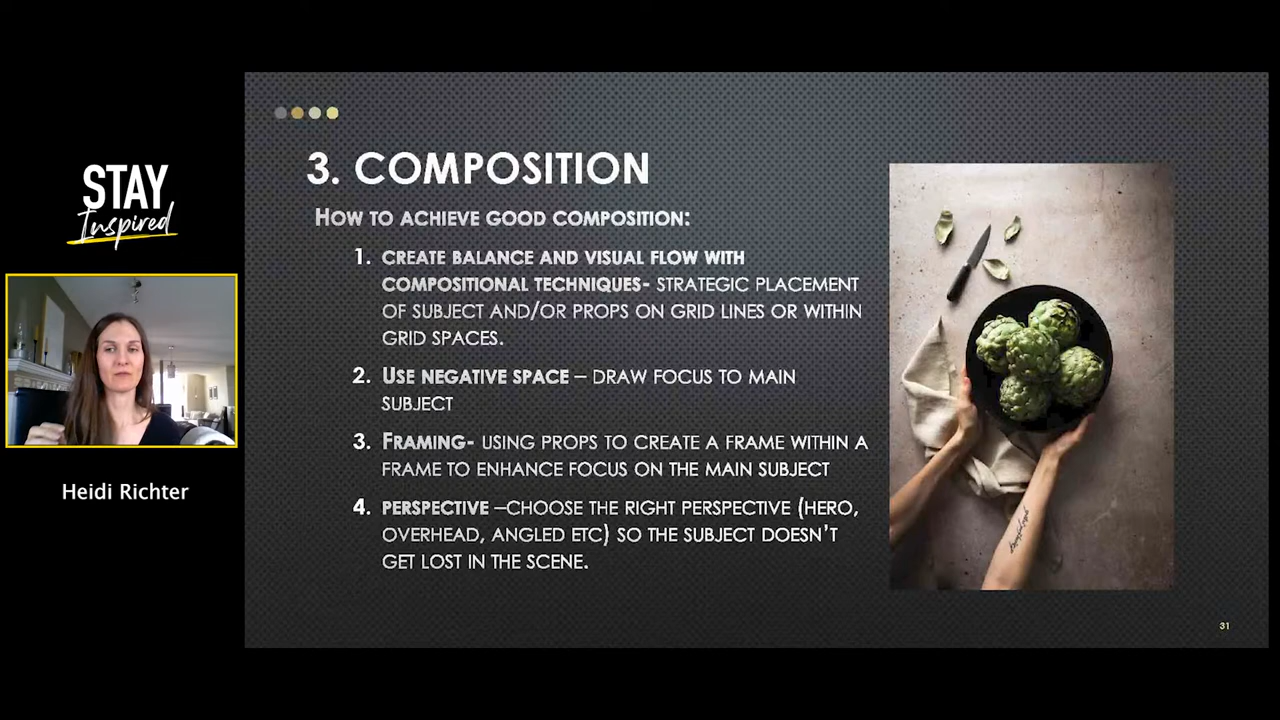 STAY
Inspired
Heidi Richter
3. COMPOSITION
HOW TO ACHIEVE GOOD COMPOSITION:
1. CREATE BALANCE AND VISUAL FLOW WITH
COMPOSITIONAL TECHNIQUES- STRATEGIC PLACEMENT
OF SUBJECT AND/OR PROPS ON GRID LINES OR WITHIN
GRID SPACES.
2. USE NEGATIVE SPACE – DRAW FOCUS TO MAIN
SUBJECT
3. FRAMING- USING PROPS TO CREATE A FRAME WITHIN A
FRAME TO ENHANCE FOCUS ON THE MAIN SUBJECT
4. PERSPECTIVE –CHOOSE THE RIGHT PERSPECTIVE (HERO,
OVERHEAD, ANGLED ETC) SO THE SUBJECT DOESN'T
GET LOST IN THE SCENE.
31